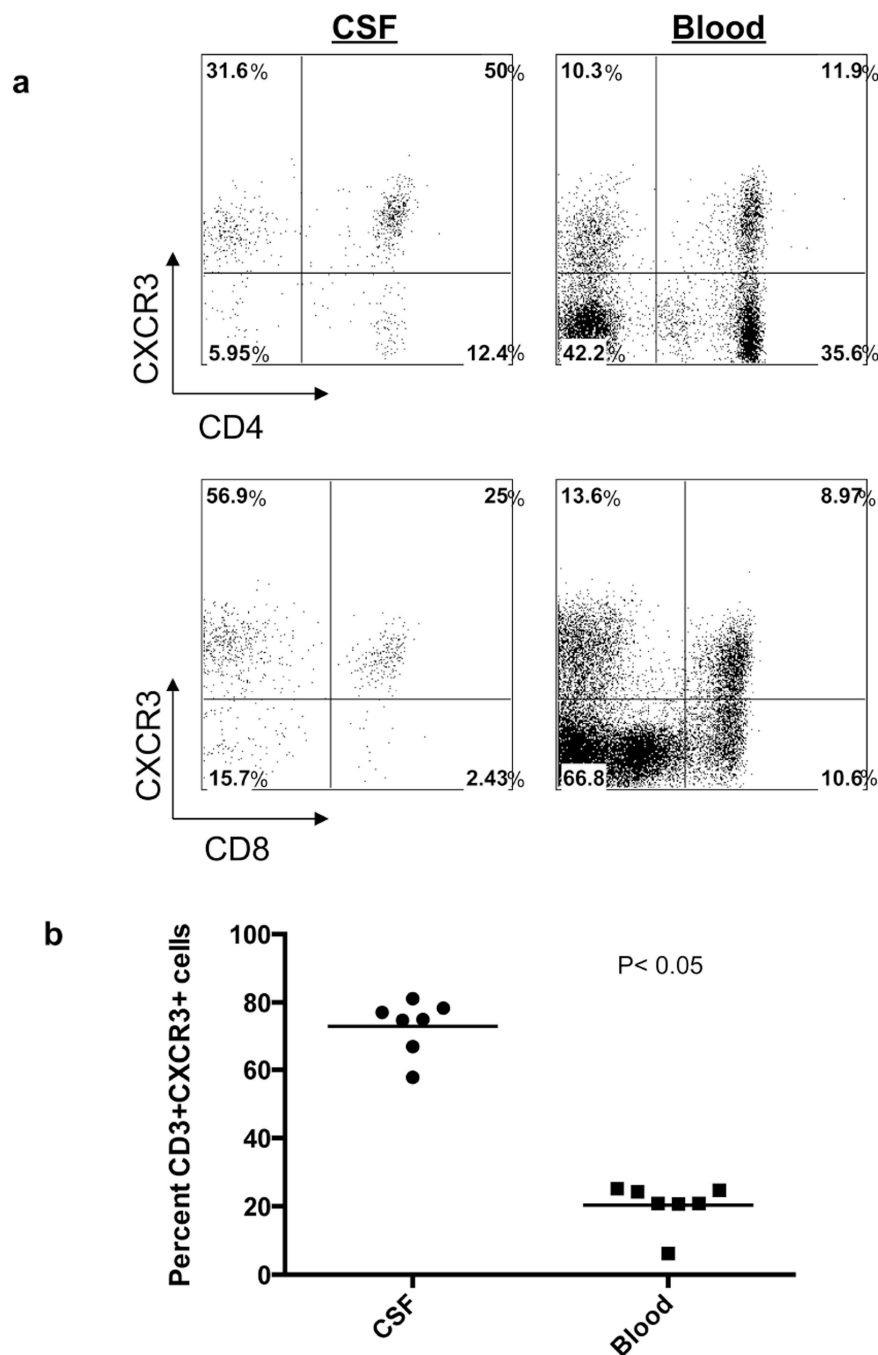 CSF Blood
a
31.6% 50% 10.3% 11.9%
CXCR3
5.95% 12.4% 42.2% 35.6%
CD4
56.9% 25% 13.6% 8.97%
CXCR3
15.7% 2.43% 66.8 10.6%
CD8
b
Percent CD3+CXCR3+ cells
100
P< 0.05
80
60
40
20
0
CSF Blood